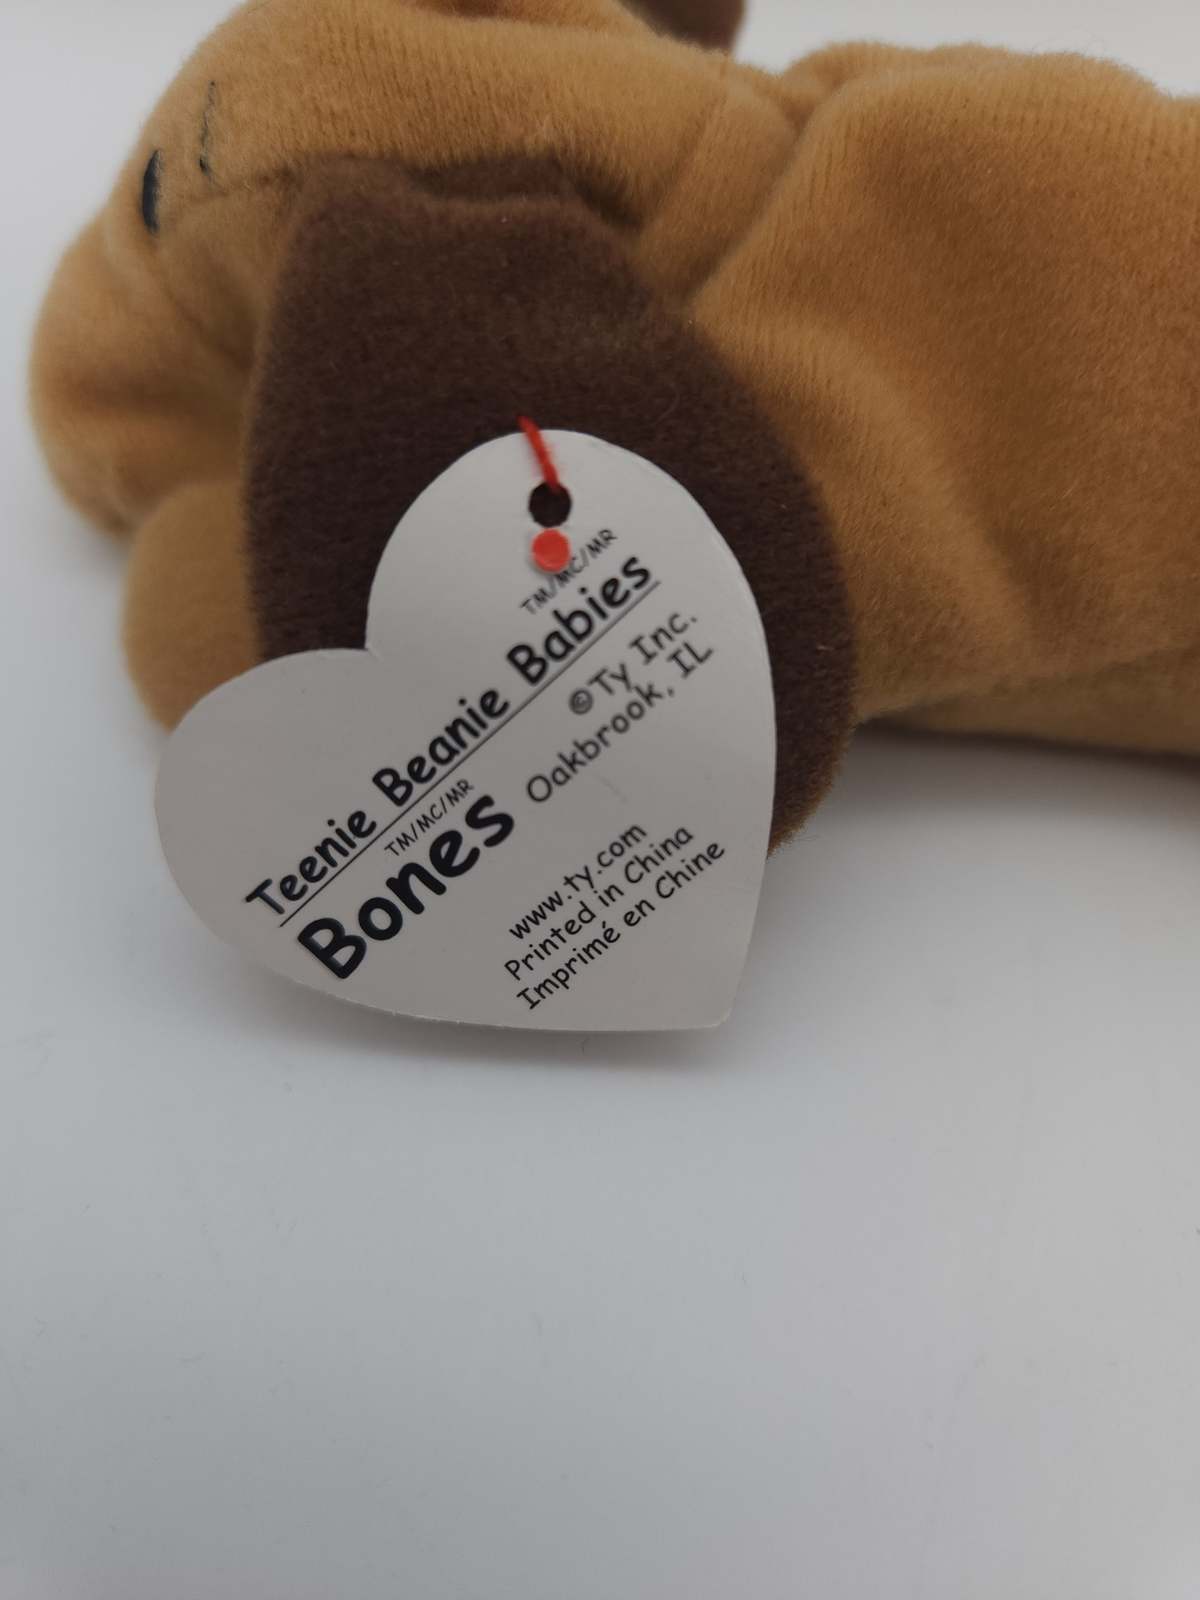 TM/MC/MR
Teenie Beanie Babies
TM/MC/MR
Bones
©Ty Inc.
Oakbrook, IL
www.ty.com
Printed in China
Imprimé en Chine